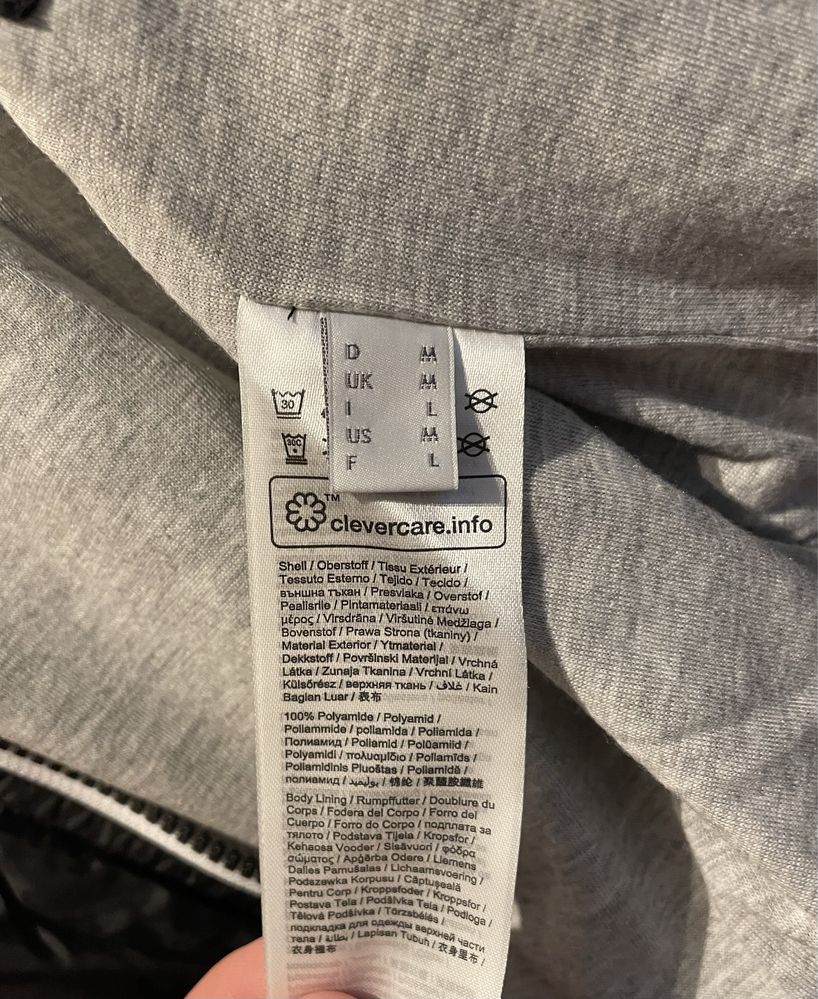 D M
UK M
I L
US M
F L
30
30C
TM
clevercare.info
Shell / Oberstoff / Tissu Extérieur /
Tessuto Esterno / Tejido / Tecido /
външна тъкан / Presvlaka / Overstof /
Pealisriie / Pintamateriaali / επάνω
μέρος / Virsdrāna / Viršutinė Medžiaga /
Bovenstof / Prawa Strona (tkaniny) /
Material Exterior / Ytmaterial /
Dekkstoff / Površinski Materijal / Vrchná
Látka / Zunaja Tkanina / Vrchní Látka /
Külsőrész / верхняя ткань / غلاف / Kain
Bagian Luar / 表布
100% Polyamide / Polyamid /
Poliammide / poliamida / Poliamida /
Полиамид / Poliamid / Polüamiid /
Polyamidi / πολυαμίδιο / Poliamīds /
Poliamidinis Pluoštas / Poliamidă /
полиамид / بوليميد / 锦纶 / 聚醯胺纖維
Body Lining / Rumpffutter / Doublure du
Corps / Fodera del Corpo / Forro del
Cuerpo / Forro do Corpo / подплата за
тялото / Podstava Tijela / Kropsfor /
Kehaosa Vooder / Sisävuori / φόδρα
σώματος / Apģērba Odere / Liemens
Dalies Pamušalas / Lichaamsvoering /
Podszewka Korpusu / Căptușeală
Pentru Corp / Kroppsfoder / Kroppsfor /
Postava Tela / Podšívka Tela / Podloga /
Tělová Podšívka / Törzsbélés /
подкладка для одежды верхней части
тела / بطانة / Lapisan Tubuh / 衣身里布 /
衣身裡布